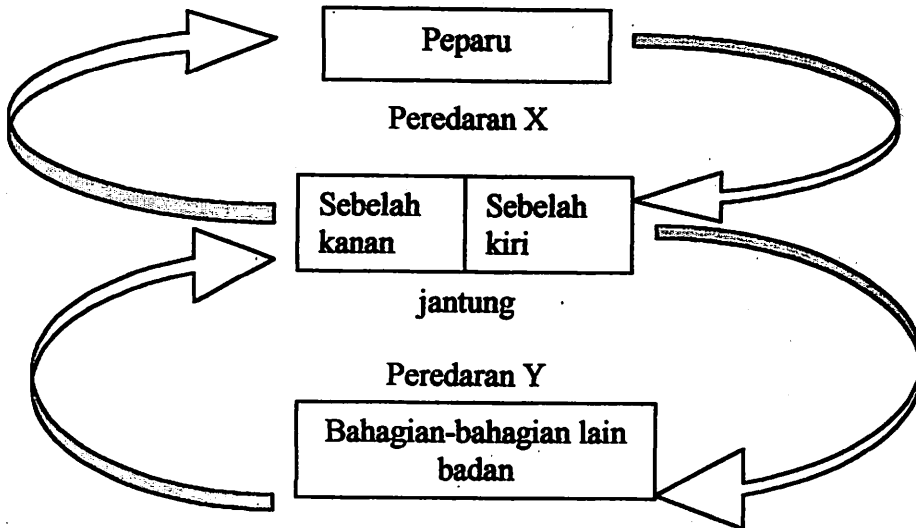 Peparu
Peredaran X
Sebelah
kanan
Sebelah
kiri
jantung
Peredaran Y
Bahagian-bahagian lain
badan